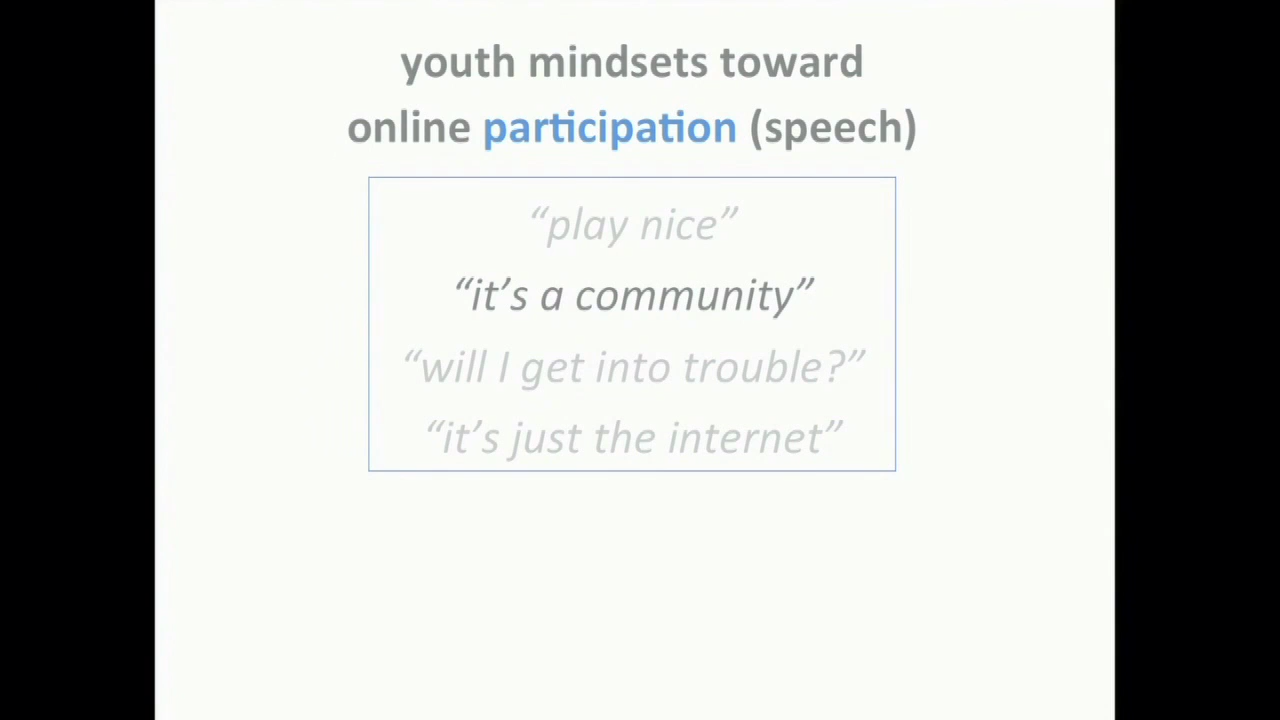 youth mindsets toward
online participation (speech)
“play nice”
“it’s a community”
“will I get into trouble?”
“it’s just the internet”